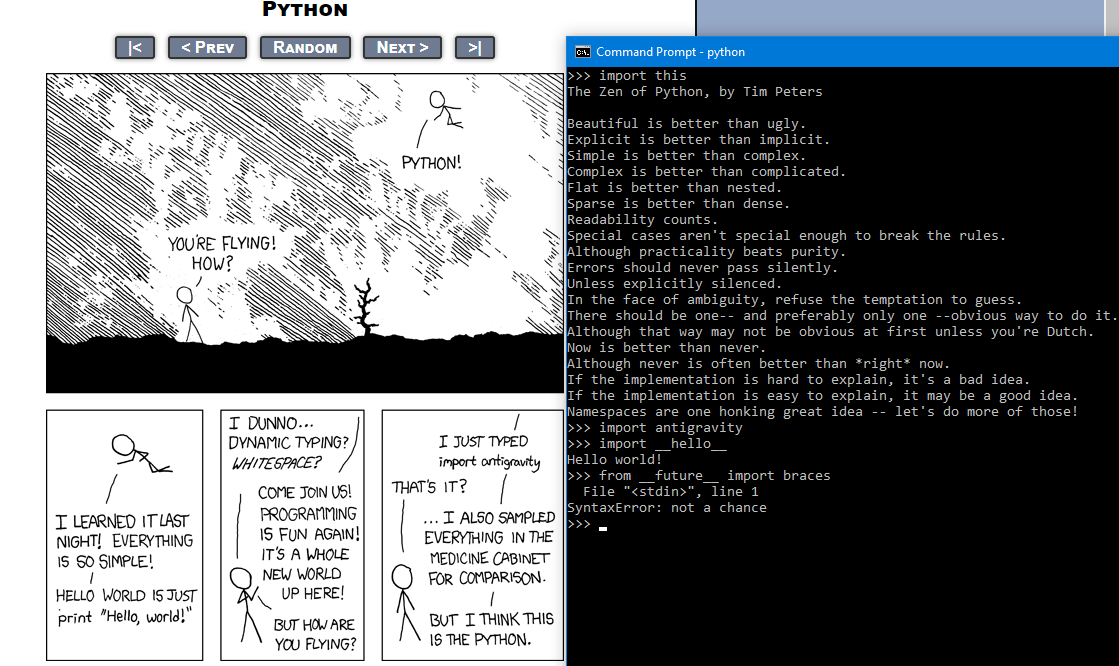 Python
|<
< Prev
Random
Next >
>|
PYTHON!
YOU'RE FLYING!
HOW?
I LEARNED IT LAST
NIGHT! EVERYTHING
IS SO SIMPLE!
HELLO WORLD IS JUST
print "Hello, world!"
I DUNNO...
DYNAMIC TYPING?
WHITESPACE?
COME JOIN US!
PROGRAMMING
IS FUN AGAIN!
IT'S A WHOLE
NEW WORLD
UP HERE!
BUT HOW ARE
YOU FLYING?
I JUST TYPED
import antigravity
THAT'S IT?
... I ALSO SAMPLED
EVERYTHING IN THE
MEDICINE CABINET
FOR COMPARISON.
BUT I THINK THIS
IS THE PYTHON.
C:\. Command Prompt - python
>>> import this
The Zen of Python, by Tim Peters
Beautiful is better than ugly.
Explicit is better than implicit.
Simple is better than complex.
Complex is better than complicated.
Flat is better than nested.
Sparse is better than dense.
Readability counts.
Special cases aren't special enough to break the rules.
Although practicality beats purity.
Errors should never pass silently.
Unless explicitly silenced.
In the face of ambiguity, refuse the temptation to guess.
There should be one-- and preferably only one --obvious way to do it.
Although that way may not be obvious at first unless you're Dutch.
Now is better than never.
Although never is often better than *right* now.
If the implementation is hard to explain, it's a bad idea.
If the implementation is easy to explain, it may be a good idea.
Namespaces are one honking great idea -- let's do more of those!
>>> import antigravity
>>> import __hello__
Hello world!
>>> from __future__ import braces
  File "<stdin>", line 1
SyntaxError: not a chance
>>>